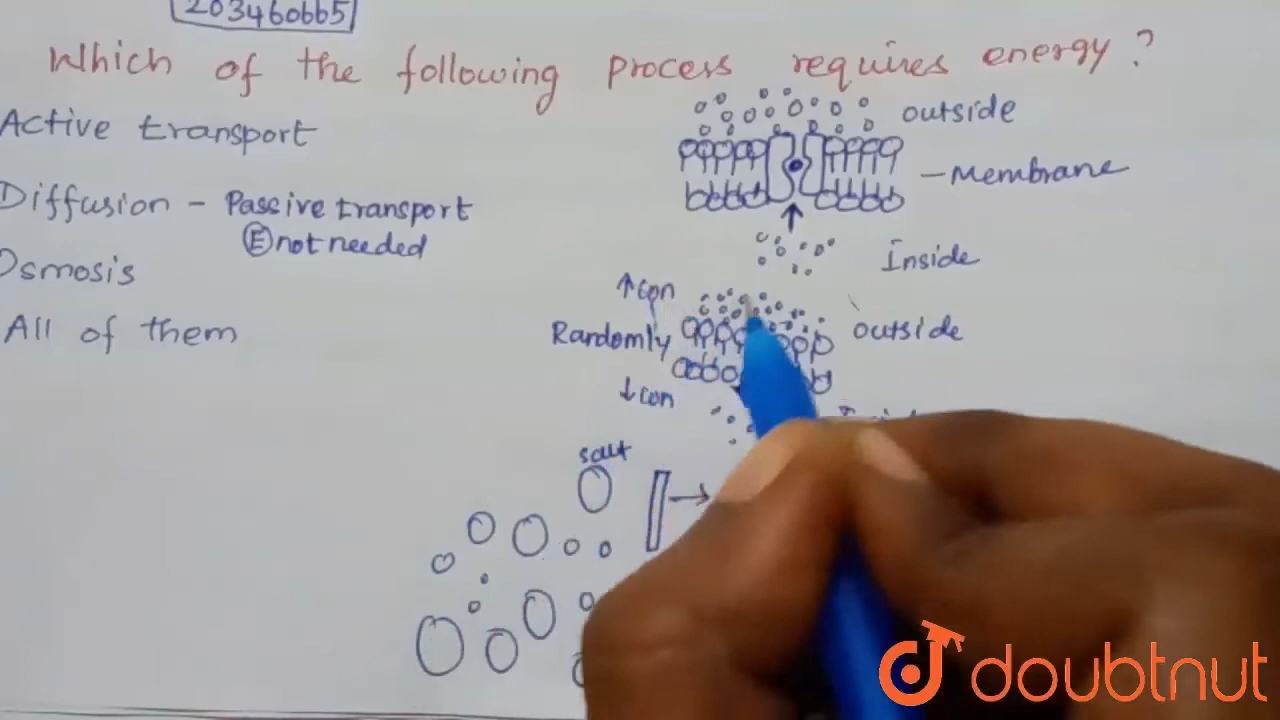 203460665
Which of the following process requires energy?
Active transport
Diffusion - Passive transport
E not needed
Osmosis
All of them
outside
- Membrane
Inside
↑con
Randomly
↓con
outside
salt
doubtnut